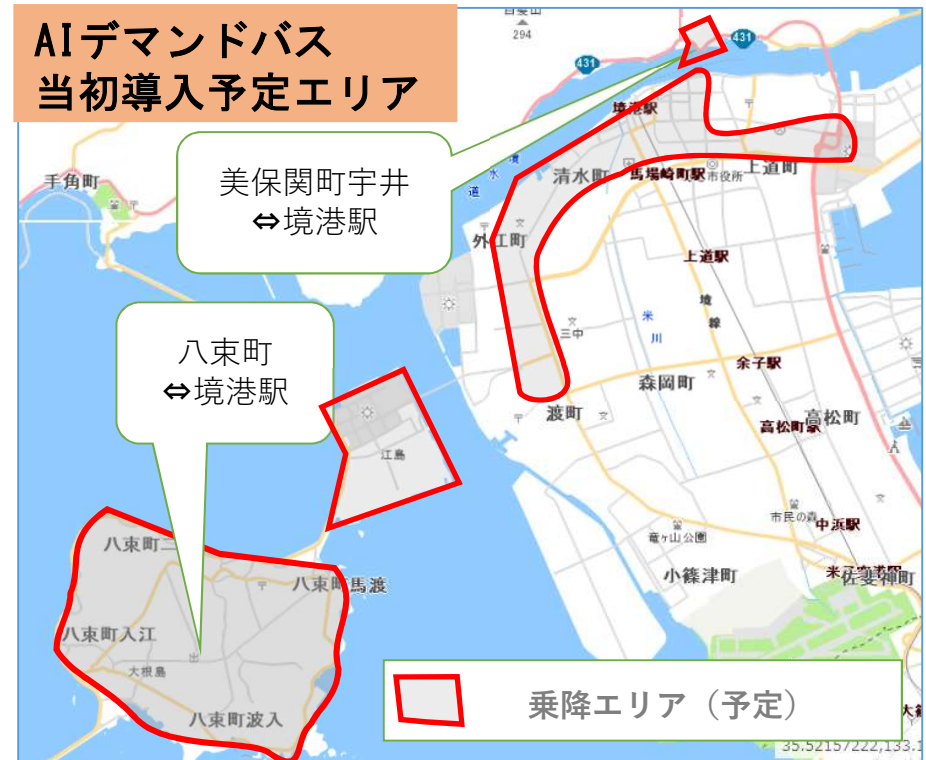 AIデマンドバス
当初導入予定エリア
294
431
431
美保関町宇井
⇔境港駅
手角町
境港駅
清水町
馬場崎町駅
市役所
上道町
水
道
外江町
上道駅
境
線
米
川
三中
八束町
⇔境港駅
余子駅
森岡町
渡町
高松町駅
高松町
江島
市民の森
中浜駅
竜ヶ山公園
小篠津町
佐斐神町
八束町二
八束町馬渡
八束町入江
大根島
八束町波入
乗降エリア（予定）
35.52157222,133.1